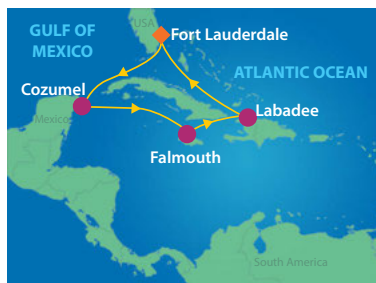 USA
GULF OF
MEXICO
Fort Lauderdale
ATLANTIC OCEAN
Cozumel
Mexico
Labadee
Falmouth
South America